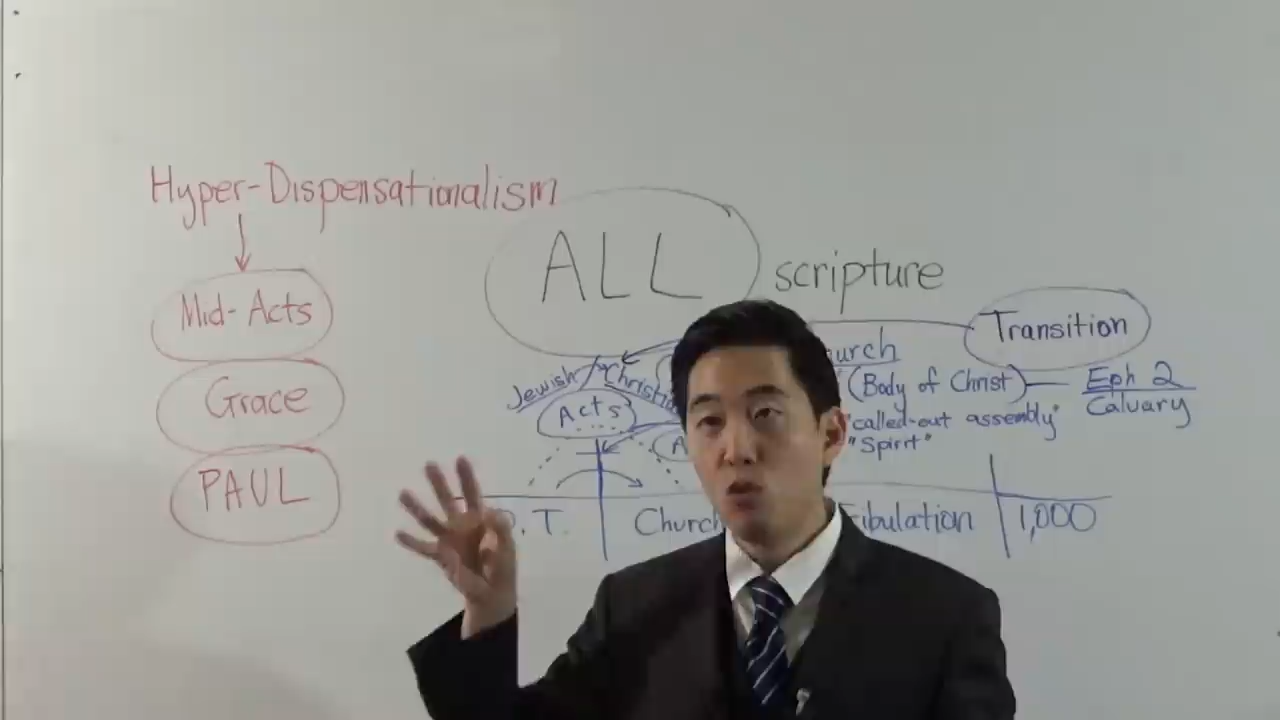 Hyper-Dispensationalism
Mid-Acts
Grace
PAUL
ALL scripture
Transition
(Body of Christ)
Eph 2
Calvary
"called-out assembly"
"Spirit"
Jewish
Acts
.T.
Church
1,000